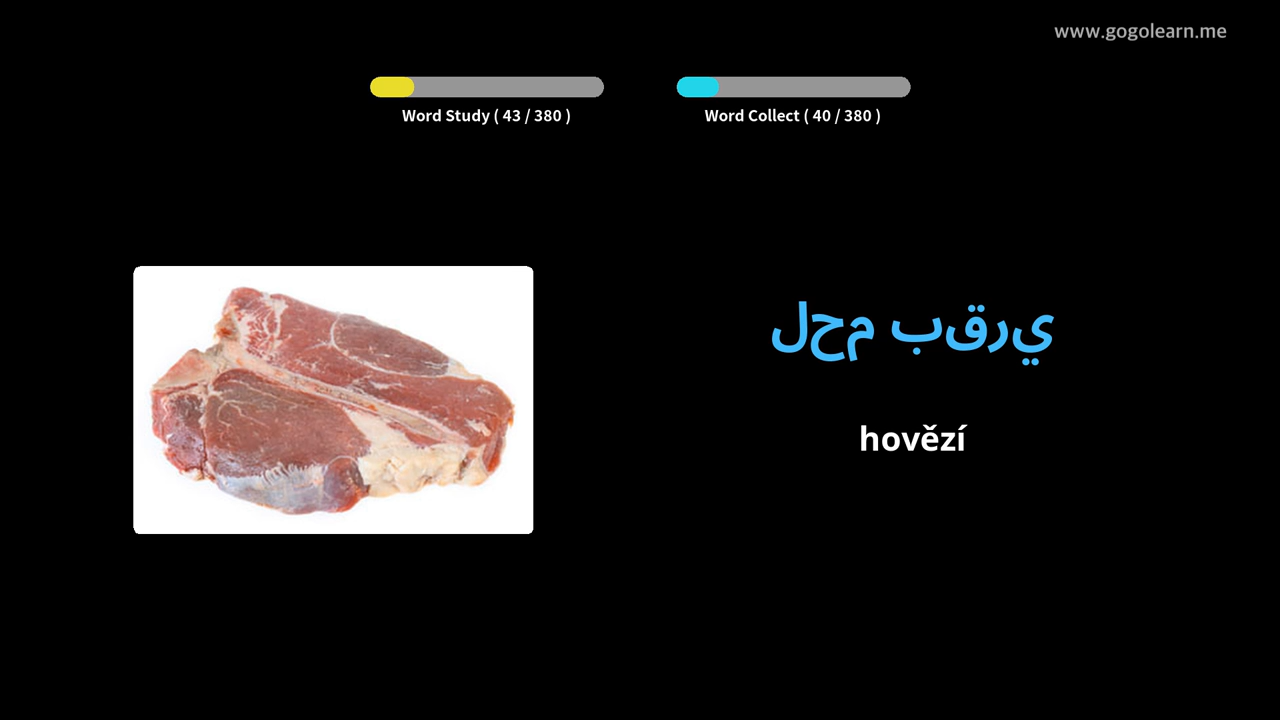 www.gogolearn.me
Word Study ( 43 / 380 )
Word Collect ( 40 / 380 )
لحم بقري
hovězí